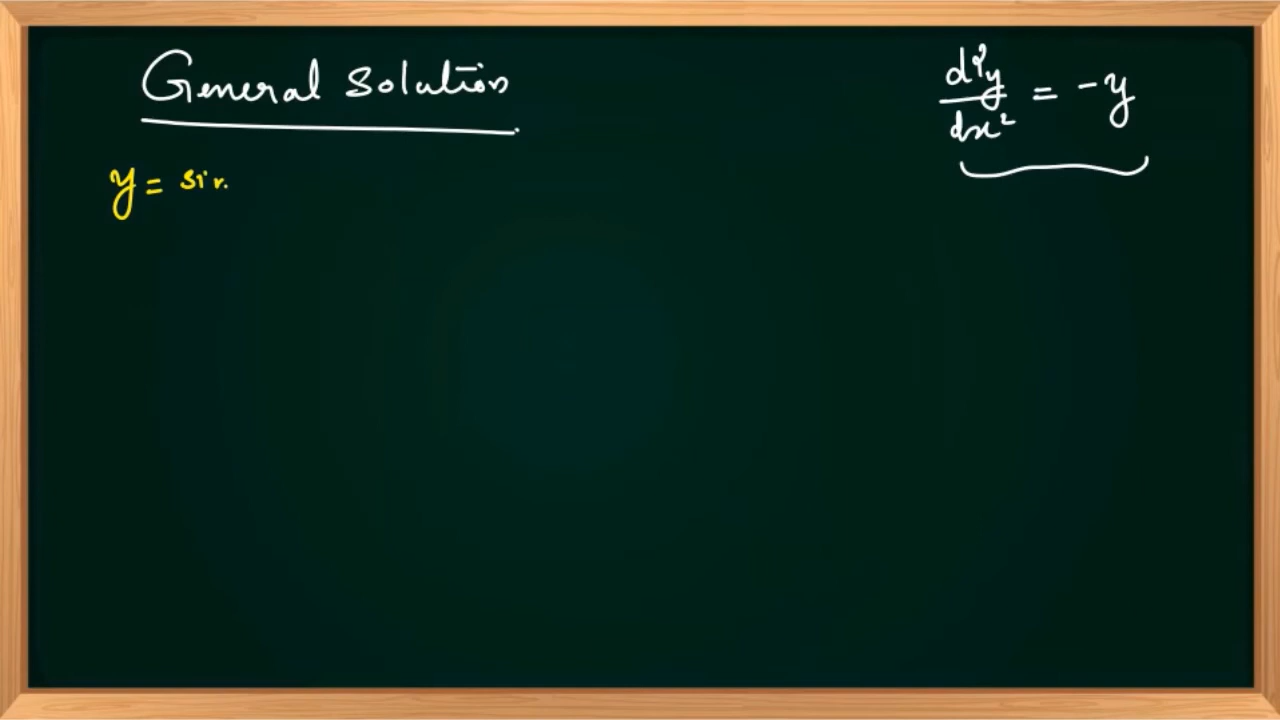 General Solution
d²y/dx² = -y
y = sin